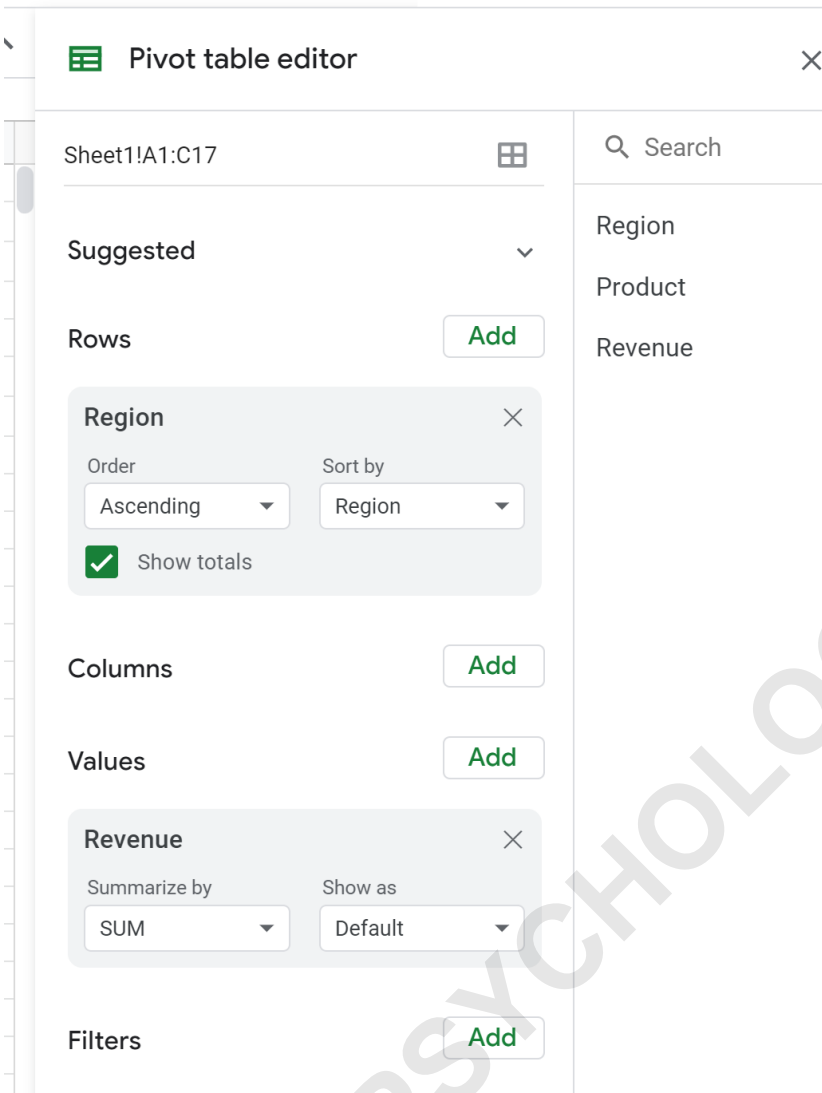 Pivot table editor
Sheet1!A1:C17
Search
Suggested
Region
Product
Revenue
Rows
Add
Region
Order
Sort by
Ascending
Region
Show totals
Columns
Add
Values
Add
Revenue
Summarize by
Show as
SUM
Default
Filters
Add
PSYCHOLO